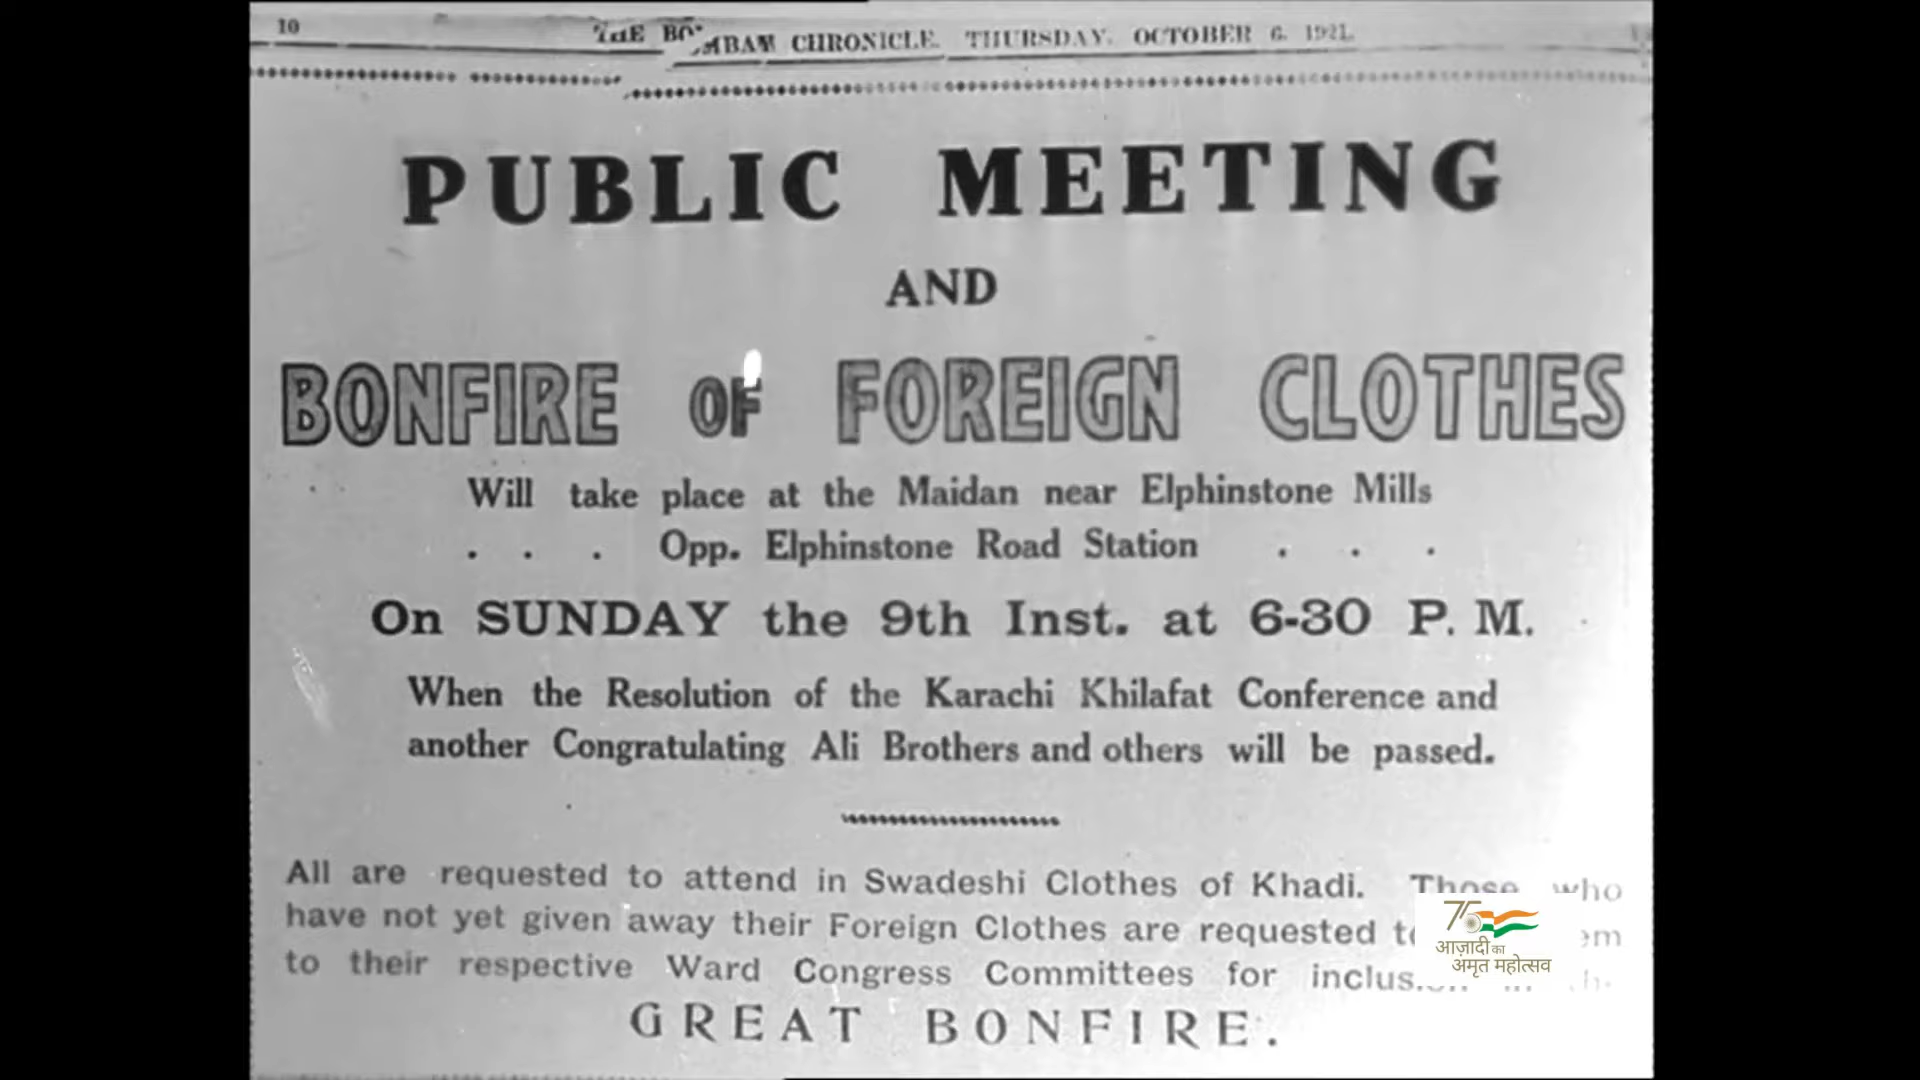 10
THE BOMBAY CHRONICLE. THURSDAY. OCTOBER 6. 1921.
PUBLIC MEETING
AND
BONFIRE OF FOREIGN CLOTHES
Will take place at the Maidan near Elphinstone Mills
. . . Opp. Elphinstone Road Station . . .
On SUNDAY the 9th Inst. at 6-30 P. M.
When the Resolution of the Karachi Khilafat Conference and
another Congratulating Ali Brothers and others will be passed.
All are requested to attend in Swadeshi Clothes of Khadi. Those who
have not yet given away their Foreign Clothes are requested
to their respective Ward Congress Committees for
GREAT BONFIRE.
75
आज़ादी का
अमृत महोत्सव